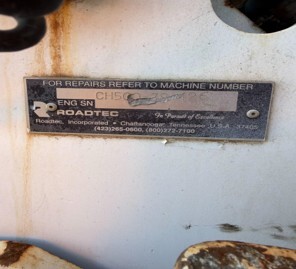 FOR REPAIRS REFER TO MACHINE NUMBER
ENG SN
ROADTEC In Pursuit of Excellence
Roadtec, Incorporated • Chattanooga, Tennessee U.S.A. 37405
(423)265-0600, (800)272-7100